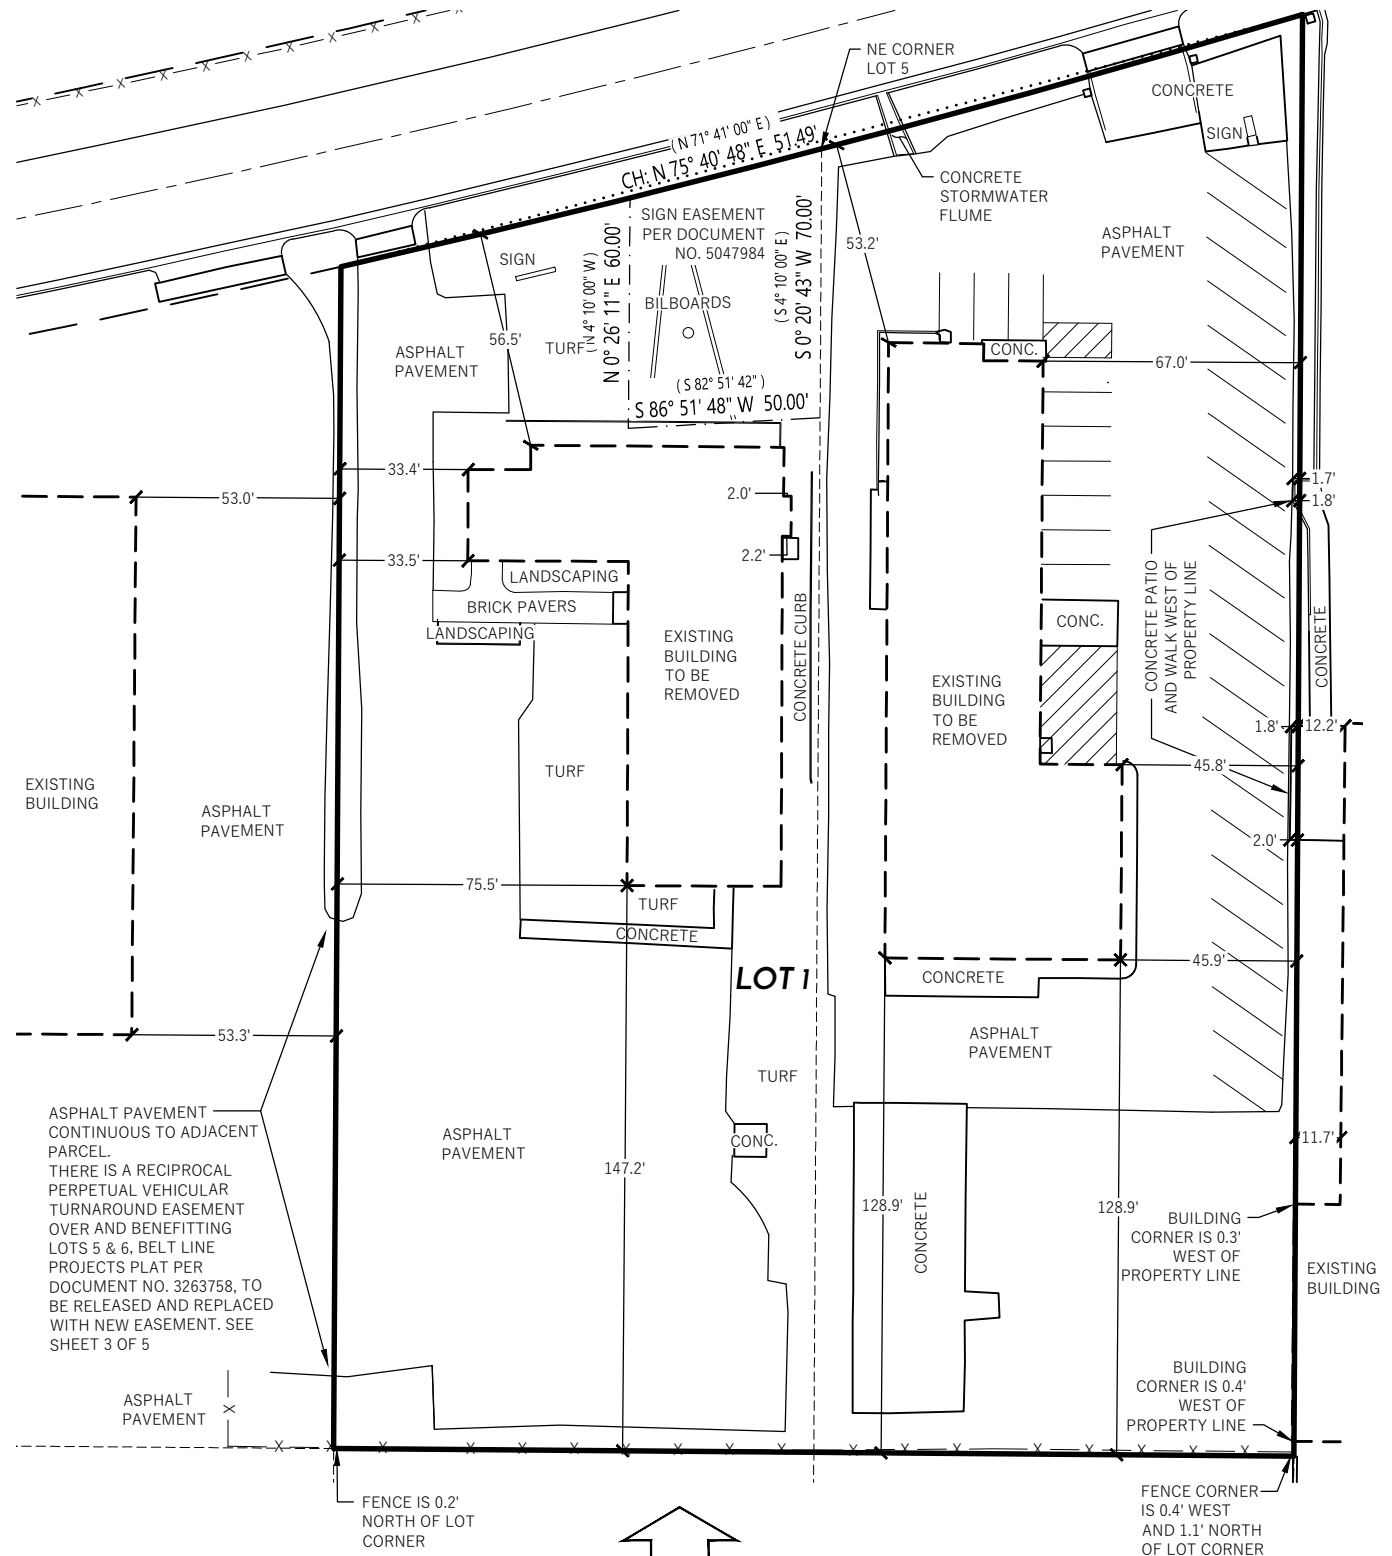 NE CORNER
LOT 5
CONCRETE
SIGN
( N 71° 41' 00" E )
CH: N 75° 40' 48" E 51.49'
CONCRETE
STORMWATER
FLUME
SIGN EASEMENT
PER DOCUMENT
NO. 5047984
( S 4° 10' 00" E )
S 0° 20' 43" W 70.00'
53.2'
ASPHALT
PAVEMENT
SIGN
( N 4° 10' 00" W )
N 0° 26' 11" E 60.00'
BILBOARDS
56.5'
TURF
ASPHALT
PAVEMENT
CONC.
67.0'
( S 82° 51' 42" )
S 86° 51' 48" W 50.00'
33.4'
53.0'
2.0'
1.7'
1.8'
33.5'
2.2'
LANDSCAPING
BRICK PAVERS
LANDSCAPING
EXISTING
BUILDING
TO BE
REMOVED
CONCRETE CURB
CONC.
CONCRETE PATIO
AND WALK WEST OF
PROPERTY LINE
CONCRETE
EXISTING
BUILDING
TO BE
REMOVED
1.8'
12.2'
TURF
45.8'
EXISTING
BUILDING
ASPHALT
PAVEMENT
2.0'
75.5'
TURF
CONCRETE
LOT 1
CONCRETE
45.9'
53.3'
ASPHALT
PAVEMENT
TURF
ASPHALT PAVEMENT
CONTINUOUS TO ADJACENT
PARCEL.
THERE IS A RECIPROCAL
PERPETUAL VEHICULAR
TURNAROUND EASEMENT
OVER AND BENEFITTING
LOTS 5 & 6, BELT LINE
PROJECTS PLAT PER
DOCUMENT NO. 3263758, TO
BE RELEASED AND REPLACED
WITH NEW EASEMENT. SEE
SHEET 3 OF 5
ASPHALT
PAVEMENT
CONC.
11.7'
147.2'
128.9'
CONCRETE
128.9'
BUILDING
CORNER IS 0.3'
WEST OF
PROPERTY LINE
EXISTING
BUILDING
BUILDING
CORNER IS 0.4'
WEST OF
PROPERTY LINE
ASPHALT
PAVEMENT
FENCE IS 0.2'
NORTH OF LOT
CORNER
FENCE CORNER
IS 0.4' WEST
AND 1.1' NORTH
OF LOT CORNER